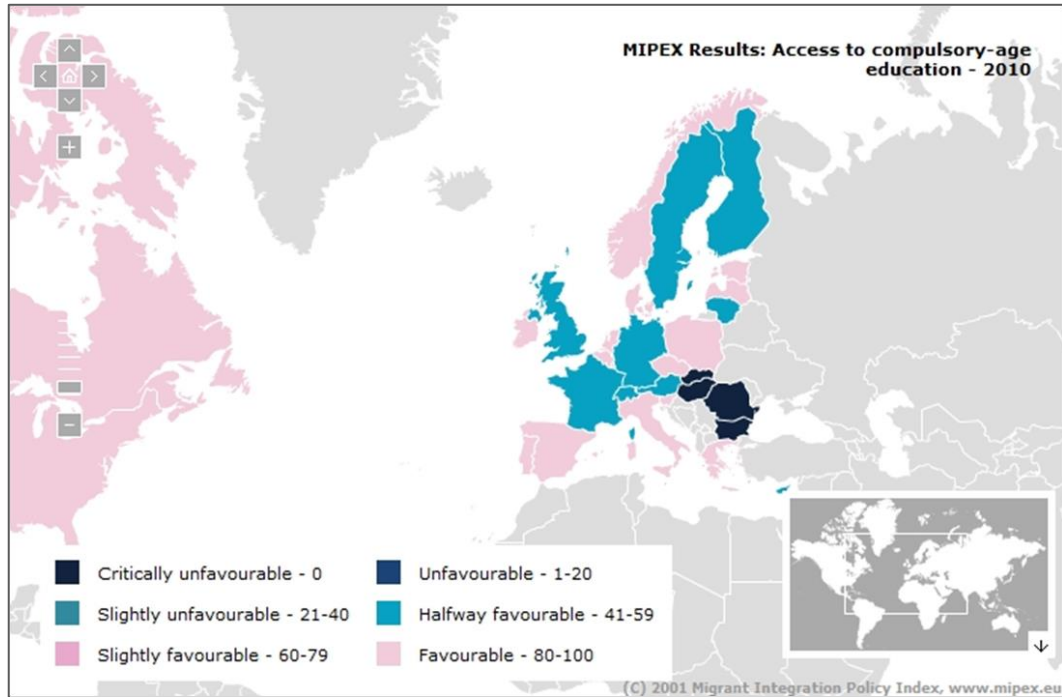 MIPEX Results: Access to compulsory-age
education - 2010
Critically unfavourable - 0
Unfavourable - 1-20
Slightly unfavourable - 21-40
Halfway favourable - 41-59
Slightly favourable - 60-79
Favourable - 80-100
(C) 2001 Migrant Integration Policy Index, www.mipex.eu